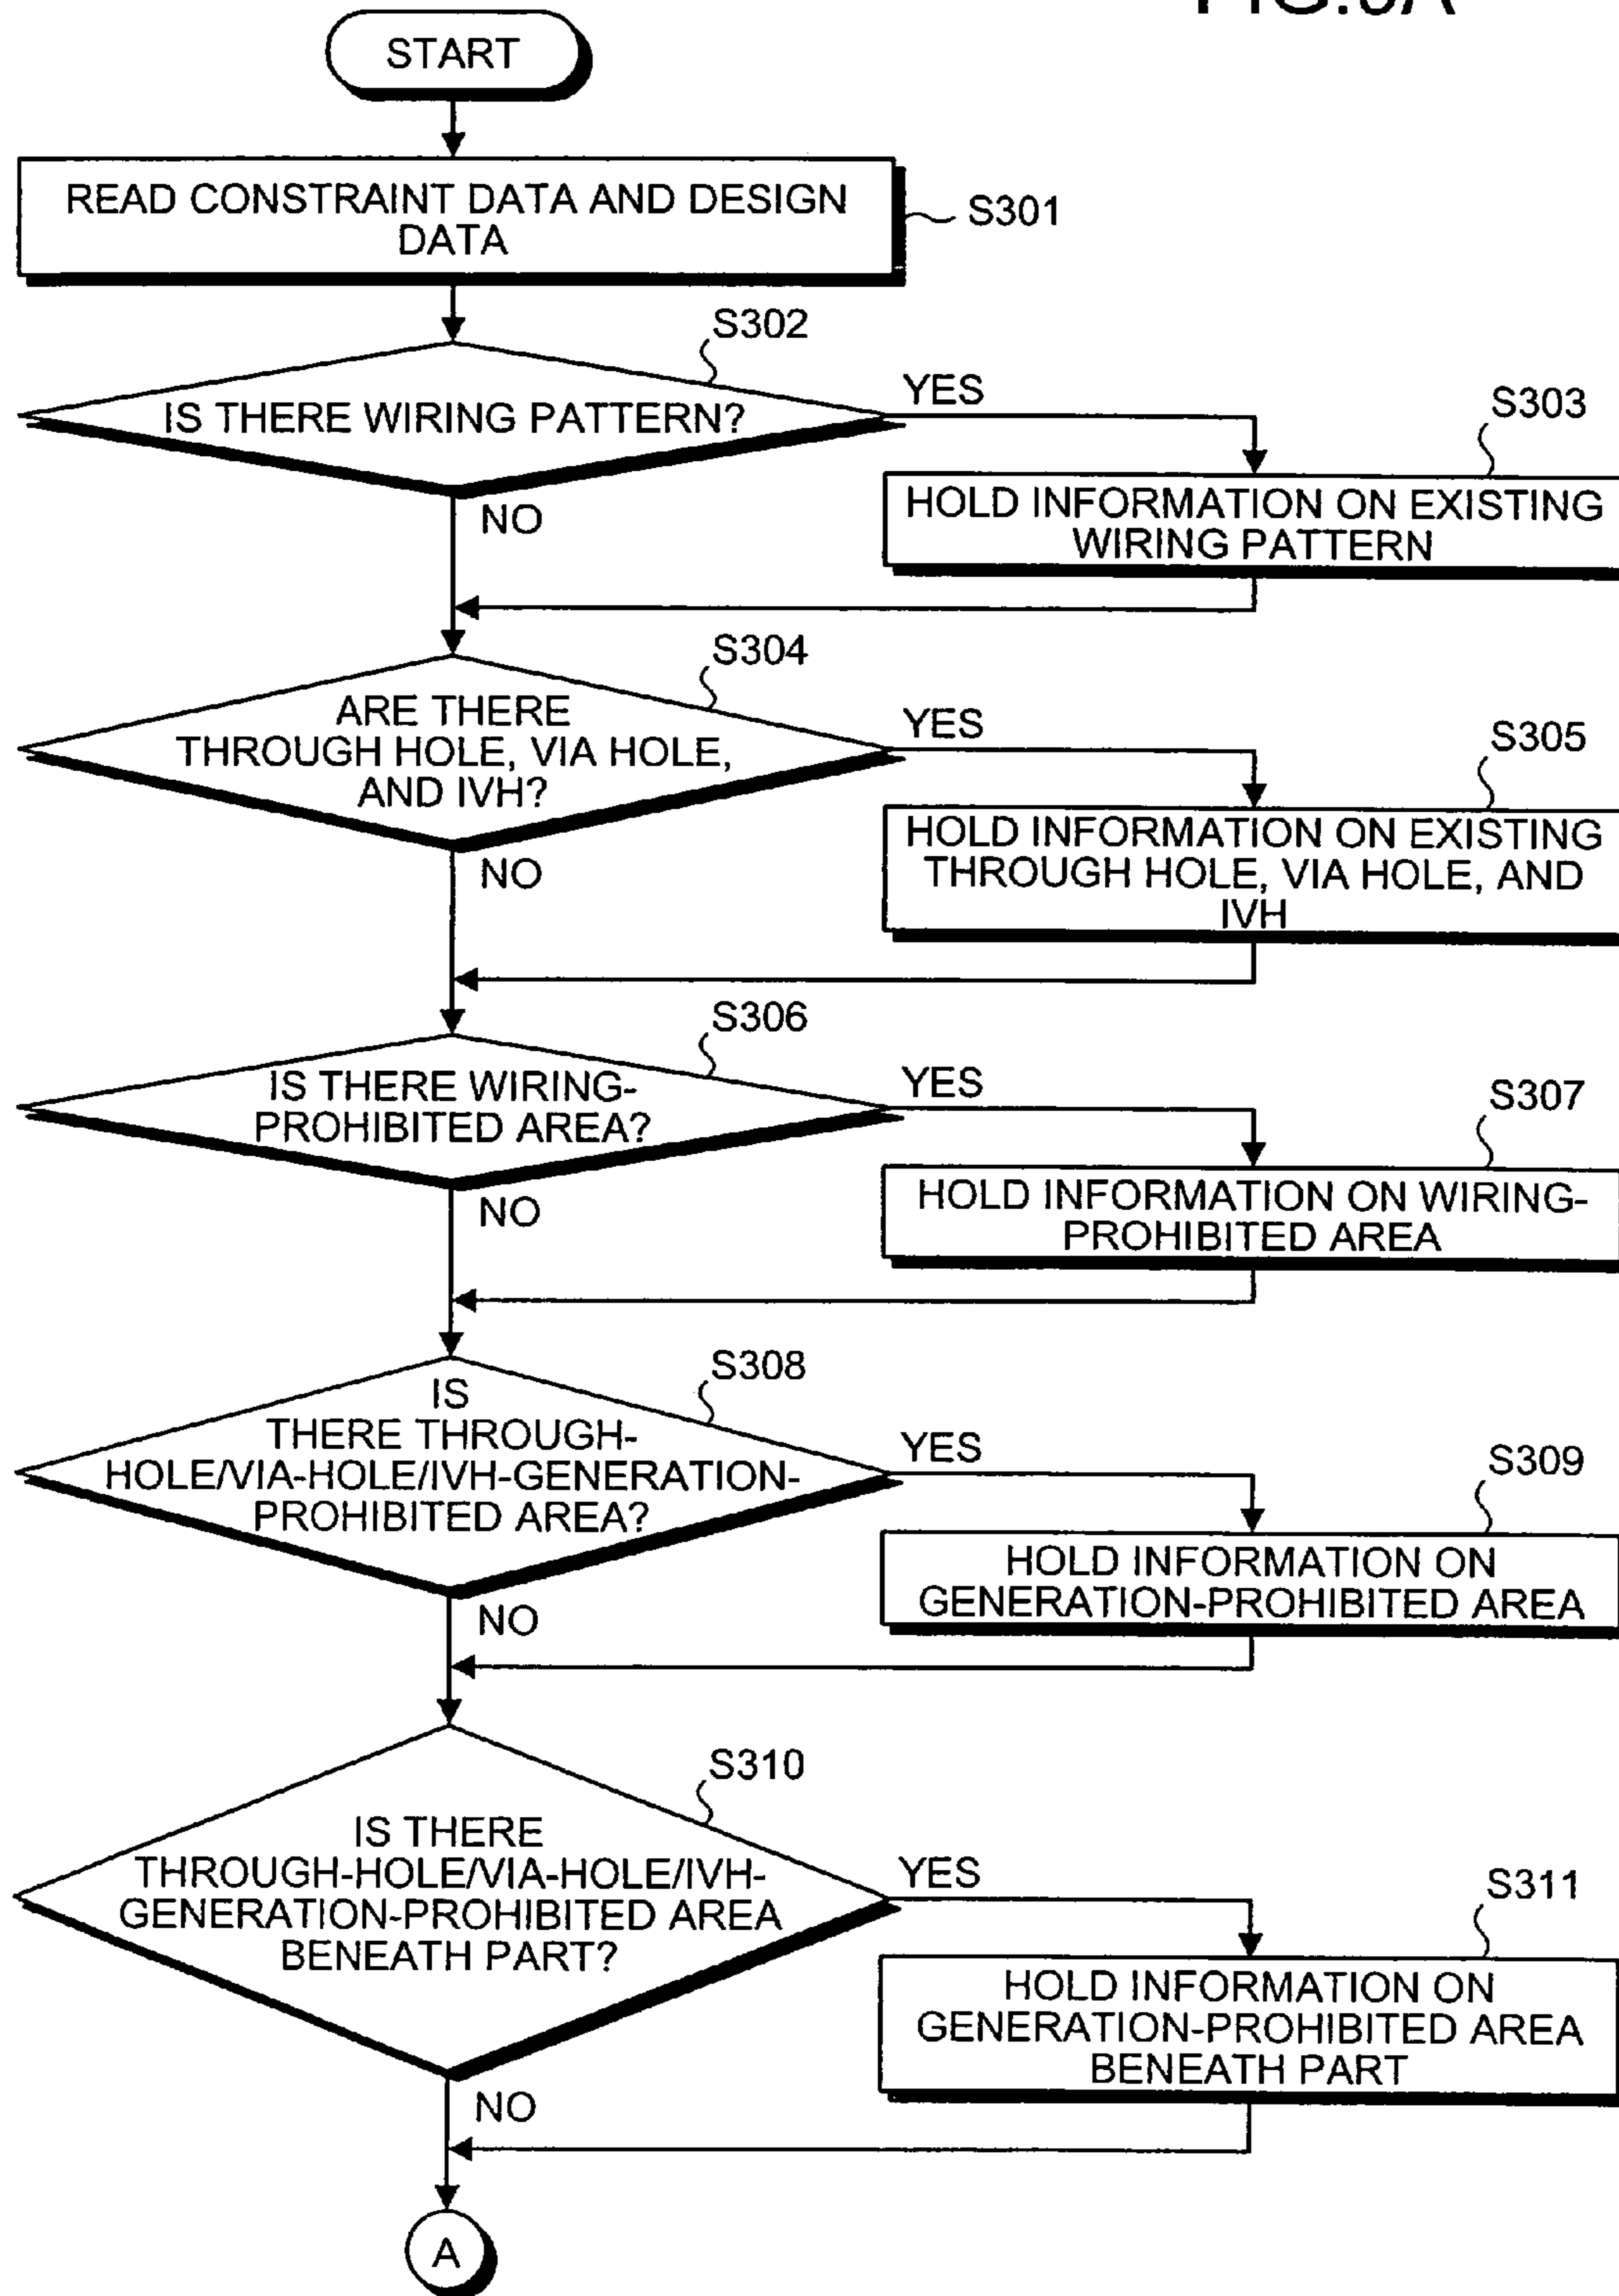 START
READ CONSTRAINT DATA AND DESIGN
DATA
S301
S302
IS THERE WIRING PATTERN?
YES
NO
S303
HOLD INFORMATION ON EXISTING
WIRING PATTERN
S304
ARE THERE
THROUGH HOLE, VIA HOLE,
AND IVH?
YES
NO
S305
HOLD INFORMATION ON EXISTING
THROUGH HOLE, VIA HOLE, AND
IVH
S306
IS THERE WIRING-
PROHIBITED AREA?
YES
NO
S307
HOLD INFORMATION ON WIRING-
PROHIBITED AREA
S308
IS
THERE THROUGH-
HOLE/VIA-HOLE/IVH-GENERATION-
PROHIBITED AREA?
YES
NO
S309
HOLD INFORMATION ON
GENERATION-PROHIBITED AREA
S310
IS THERE
THROUGH-HOLE/VIA-HOLE/IVH-
GENERATION-PROHIBITED AREA
BENEATH PART?
YES
NO
S311
HOLD INFORMATION ON
GENERATION-PROHIBITED AREA
BENEATH PART
A